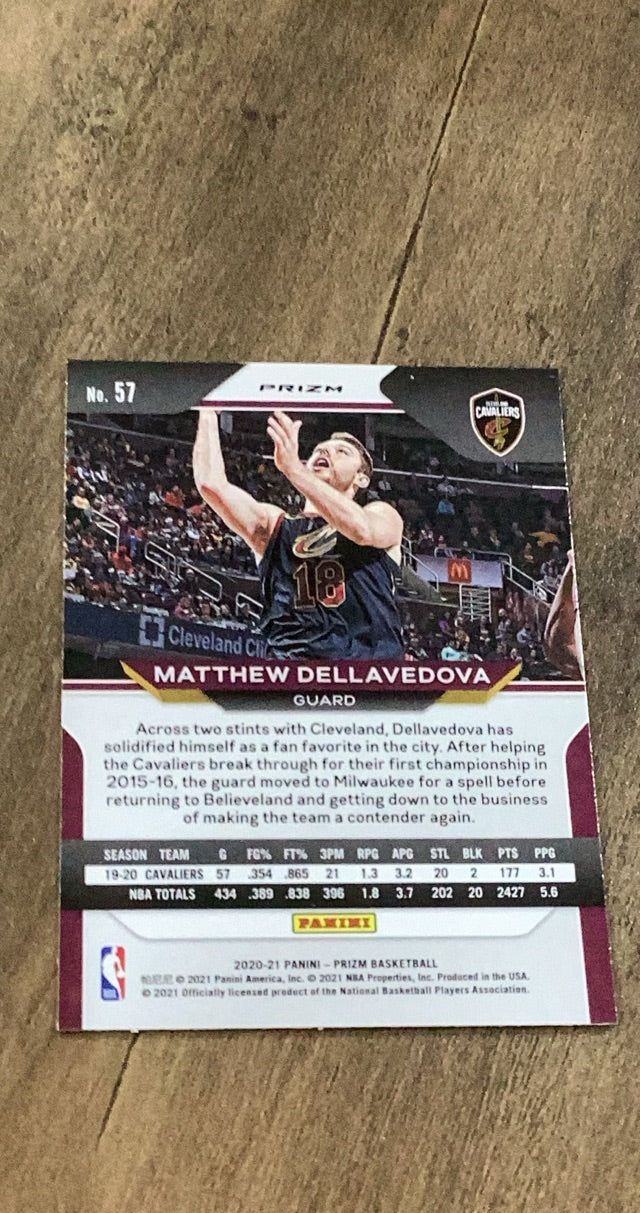 No. 57
PRIZM
CLEVELAND
CAVALIERS
18
Cleveland Cli
MATTHEW DELLAVEDOVA
GUARD
Across two stints with Cleveland, Dellavedova has
solidified himself as a fan favorite in the city. After helping
the Cavaliers break through for their first championship in
2015-16, the guard moved to Milwaukee for a spell before
returning to Believeland and getting down to the business
of making the team a contender again.
SEASON TEAM G FG% FT% 3PM RPG APG STL BLK PTS PPG
19-20 CAVALIERS 57 .354 .865 21 1.3 3.2 20 2 177 3.1
NBA TOTALS 434 .389 .838 396 1.8 3.7 202 20 2427 5.6
PANINI
2020-21 PANINI – PRIZM BASKETBALL
帕尼尼 © 2021 Panini America, Inc. © 2021 NBA Properties, Inc. Produced in the USA.
© 2021 Officially licensed product of the National Basketball Players Association.